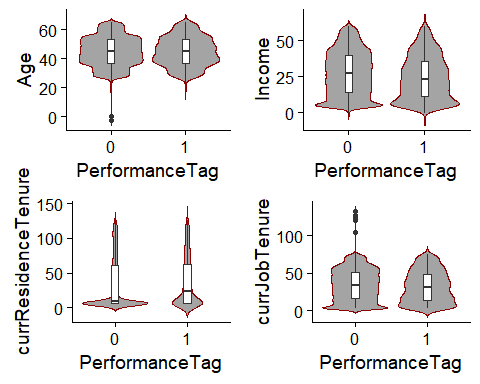 Age
60
40
20
0
0 1
PerformanceTag
Income
50
25
0
0 1
PerformanceTag
currResidenceTenure
150
100
50
0
0 1
PerformanceTag
currJobTenure
100
50
0
0 1
PerformanceTag